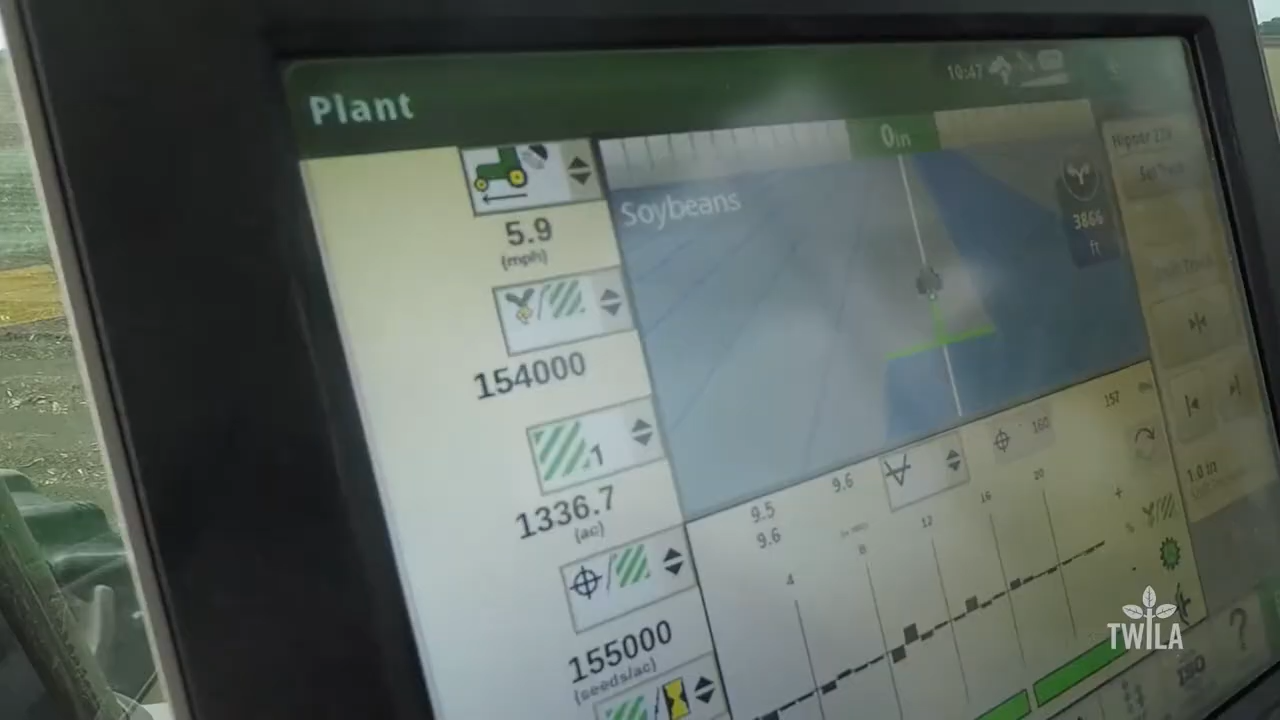 Plant
10:47
0in
5.9
(mph)
Soybeans
3866
ft
154000
1
1336.7
(ac)
155000
(seeds/ac)
9.5
9.6
9.6
160
157
4
8
12
16
20
+
%
-
1.0 in
ISO
?
TWILA